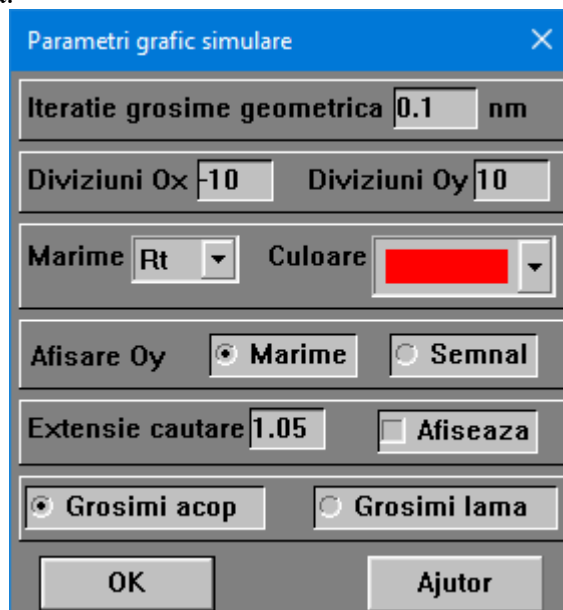 Parametri grafic simulare
Iteratie grosime geometrica 0.1 nm
Diviziuni Ox -10 Diviziuni Oy 10
Marime Rt Culoare
Afisare Oy Marime Semnal
Extensie cautare 1.05 Afiseaza
Grosimi acop Grosimi lama
OK Ajutor